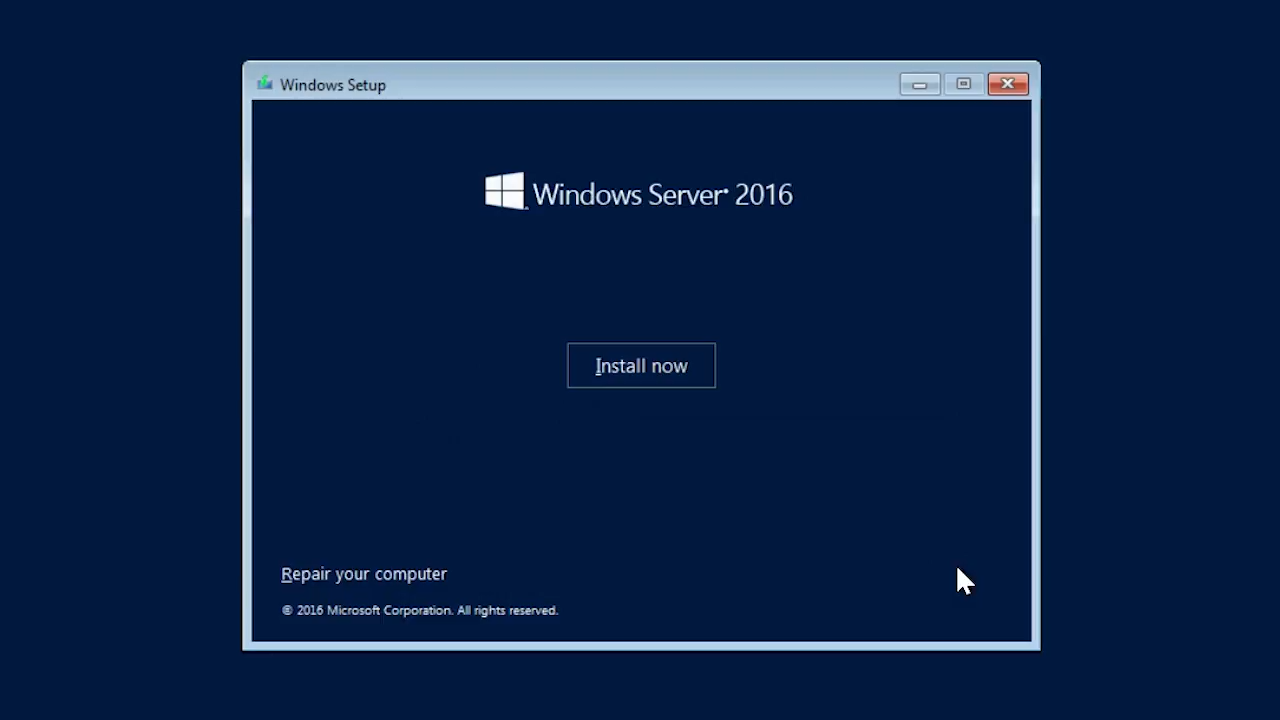 Windows Setup
Windows Server® 2016
Install now
Repair your computer
© 2016 Microsoft Corporation. All rights reserved.